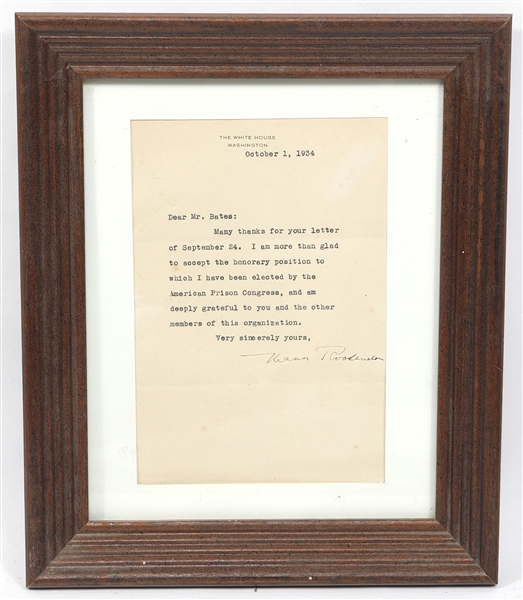 THE WHITE HOUSE
WASHINGTON
October 1, 1934
Dear Mr. Bates:
Many thanks for your letter
of September 24. I am more than glad
to accept the honorary position to
which I have been elected by the
American Prison Congress, and am
deeply grateful to you and the other
members of this organization.
Very sincerely yours,
Eleanor Roosevelt